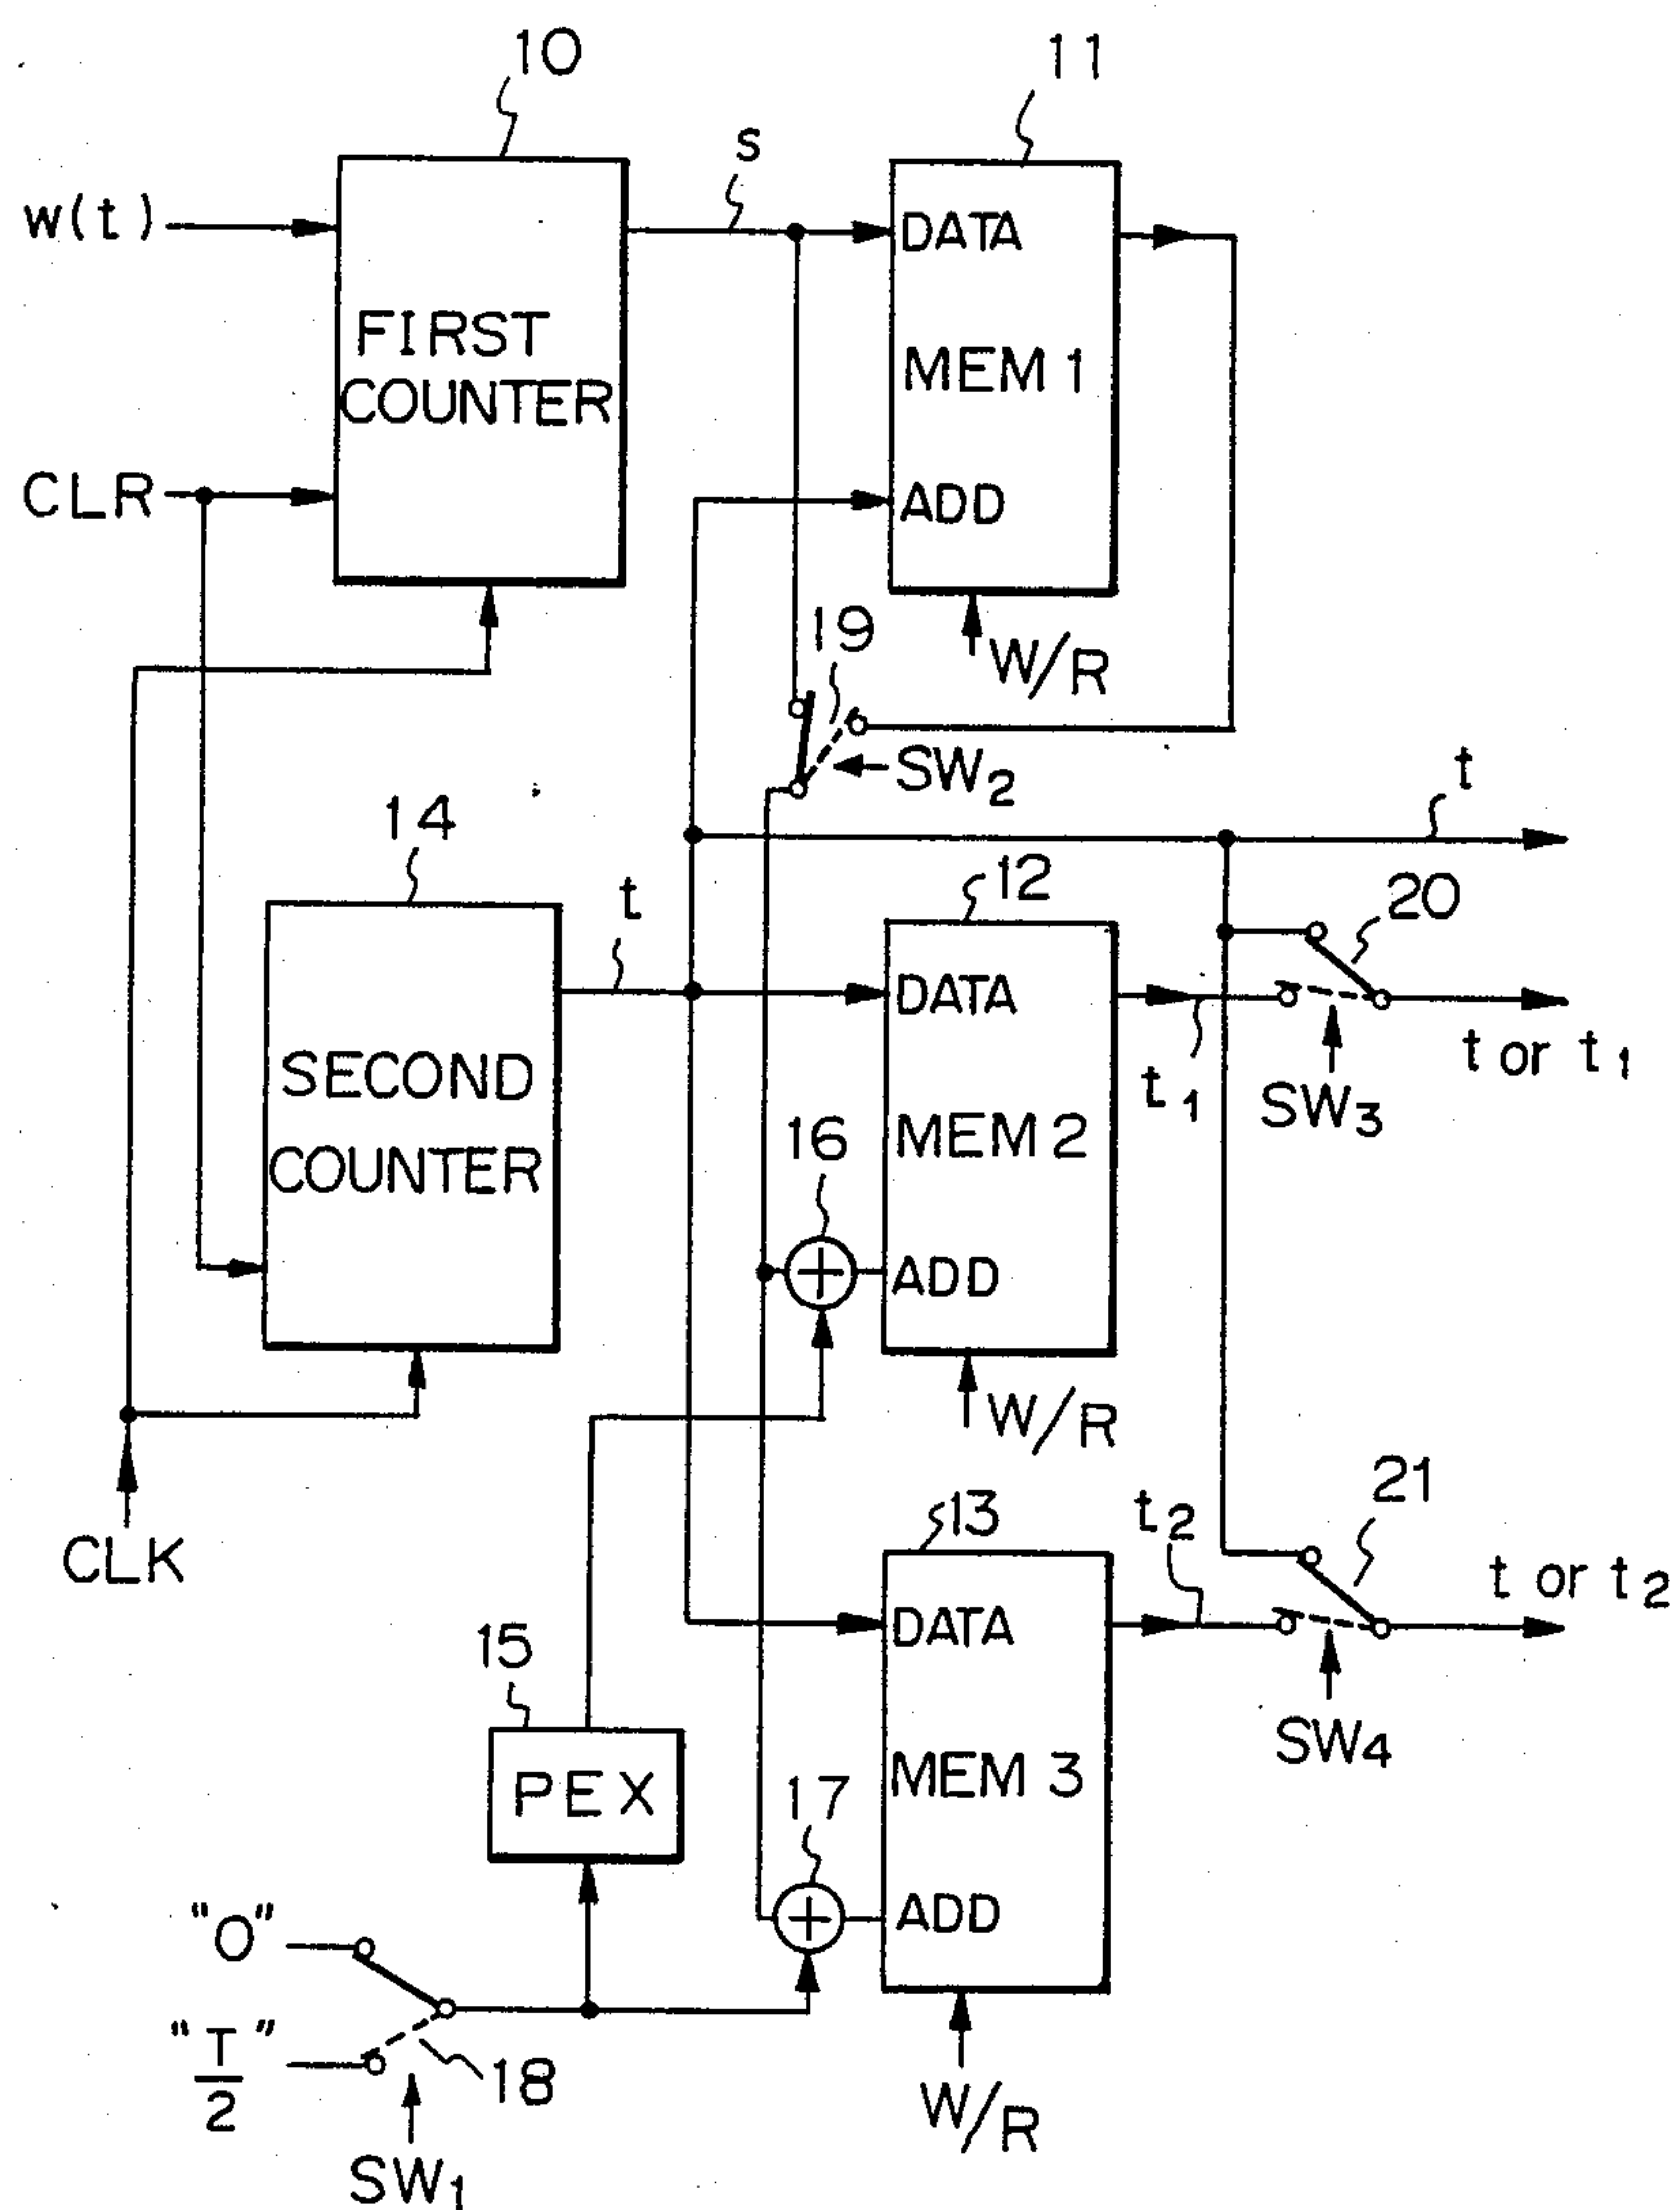 10
11
s
w(t)
DATA
FIRST
COUNTER
MEM 1
CLR
ADD
19
W/R
SW2
t
14
12
20
t
DATA
t or t1
SECOND
COUNTER
t1
SW3
16
MEM 2
ADD
W/R
CLK
13
t2
21
t or t2
DATA
15
SW4
PEX
MEM 3
17
"0"
ADD
"T/2"
18
SW1
W/R